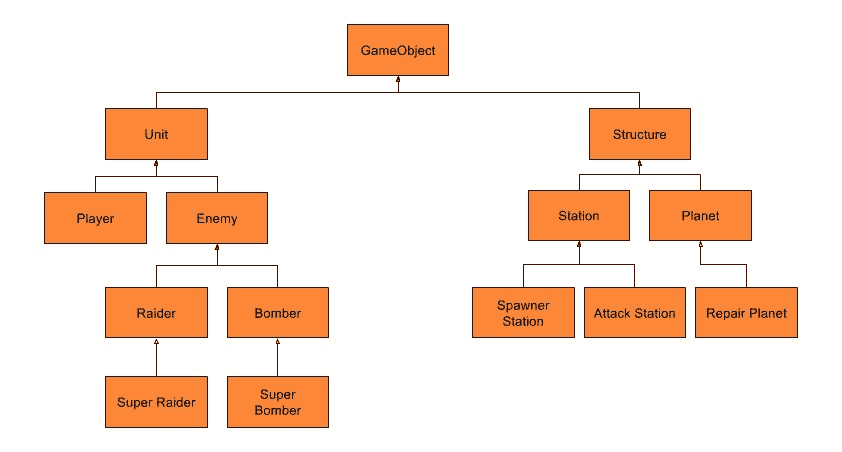 GameObject
Unit
Structure
Player
Enemy
Station
Planet
Raider
Bomber
Spawner
Station
Attack Station
Repair Planet
Super Raider
Super
Bomber